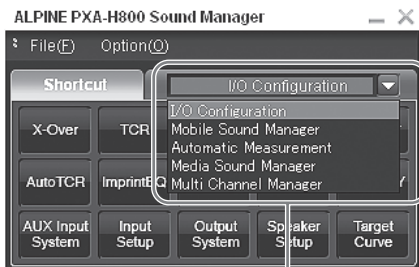 ALPINE PXA-H800 Sound Manager
File(F) Option(O)
Shortcut I/O Configuration
I/O Configuration
X-Over TCR Mobile Sound Manager
Automatic Measurement
Media Sound Manager
AutoTCR ImprintEQ Multi Channel Manager Y
AUX Input System Input Setup Output System Speaker Setup Target Curve